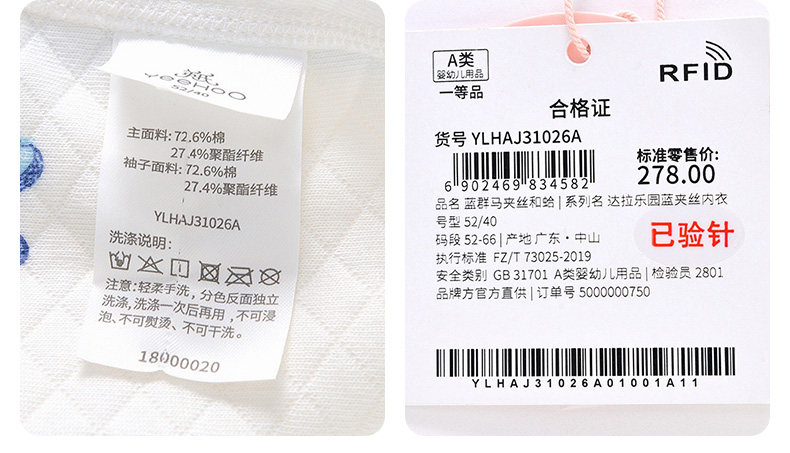 YeeHoO
52/40
主面料:72.6%棉
27.4%聚酯纤维
袖子面料:72.6%棉
27.4%聚酯纤维
YLHAJ31026A
洗涤说明:
注意:轻柔手洗,分色反面独立
洗涤,洗涤一次后再用,不可浸
泡、不可熨烫、不可干洗。
18000020
A类
婴幼儿用品
一等品
RFID
合格证
货号 YLHAJ31026A
6 902469 834582
标准零售价:
278.00
品名 蓝群马夹丝和蛤 | 系列名 达拉乐园蓝夹丝内衣
号型 52/40
码段 52-66 | 产地 广东·中山
已验针
执行标准 FZ/T 73025-2019
安全类别 GB 31701 A类婴幼儿用品 | 检验员 2801
品牌方官方直供 | 订单号 5000000750
YLHAJ31026A01001A11